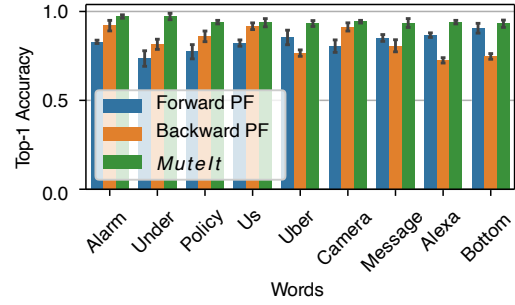 Top-1 Accuracy
1.0
0.5
0.0
Forward PF
Backward PF
MuteIt
Alarm
Under
Policy
Us
Uber
Camera
Message
Alexa
Bottom
Words